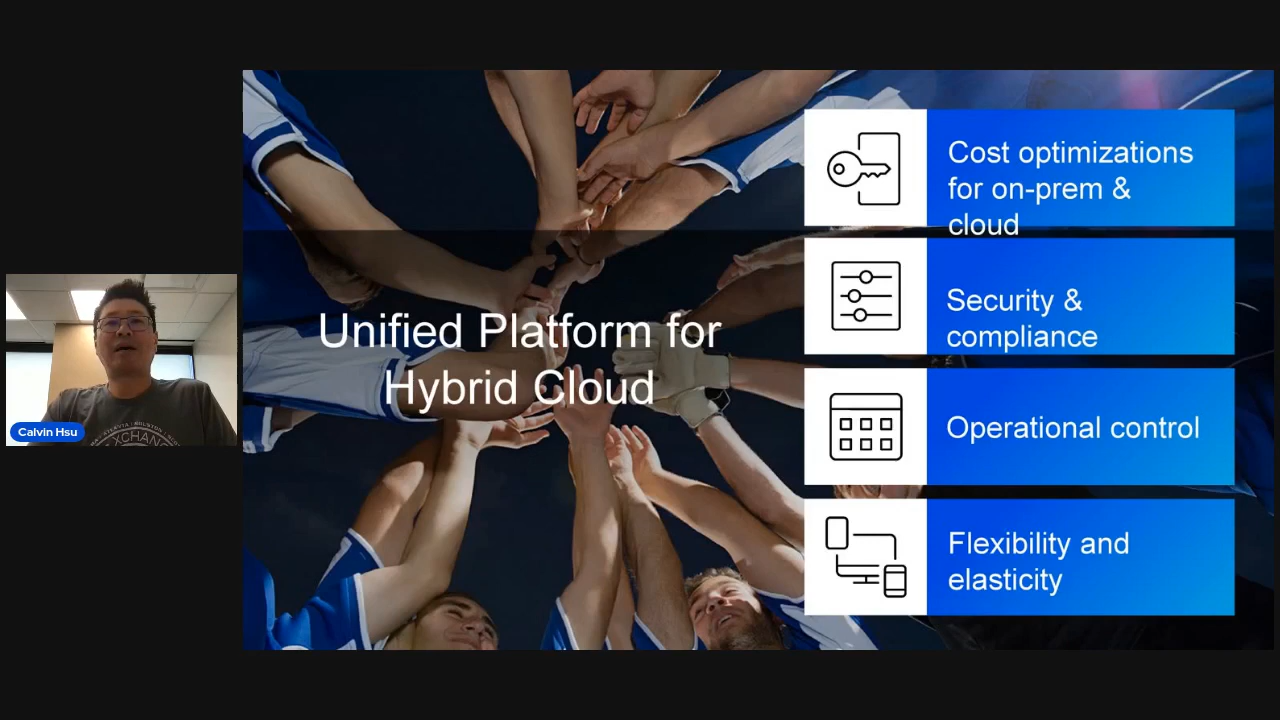 Unified Platform for
Hybrid Cloud
Cost optimizations
for on-prem &
cloud
Security &
compliance
Operational control
Flexibility and
elasticity
Calvin Hsu